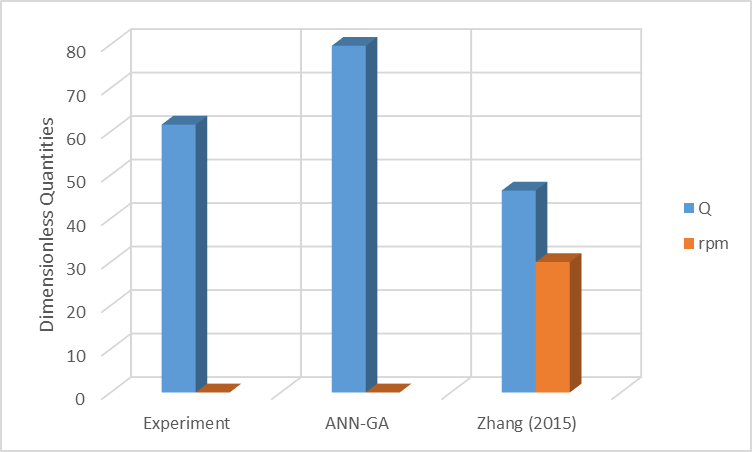 Dimensionless Quantities
80
70
60
50
40
30
20
10
0
Experiment
ANN-GA
Zhang (2015)
Q
rpm